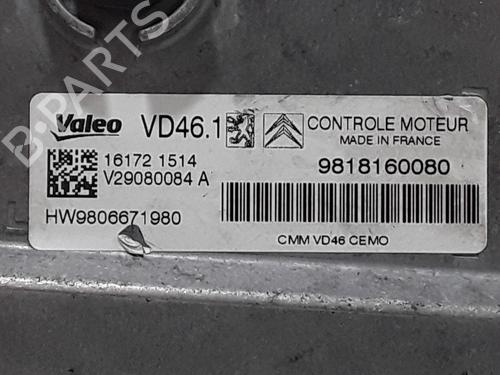 B-PARTS
Valeo VD46.1 CONTROLE MOTEUR
MADE IN FRANCE
16172 1514 9818160080
V29080084 A
HW9806671980
CMM VD46 CEMO